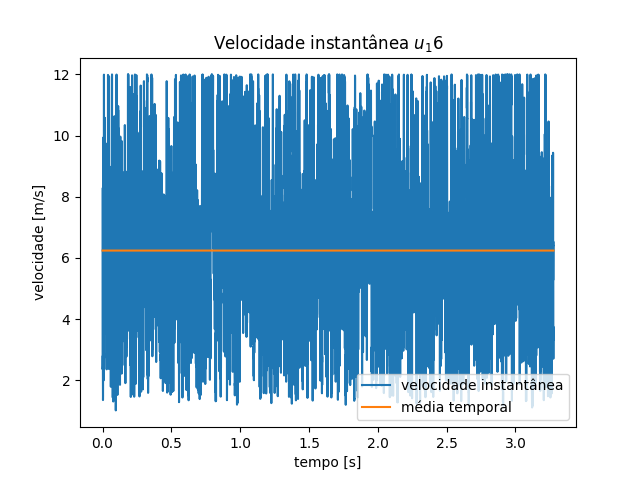 Velocidade instantânea u₁6
12
10
8
6
4
2
velocidade [m/s]
velocidade instantânea
média temporal
0.0 0.5 1.0 1.5 2.0 2.5 3.0
tempo [s]